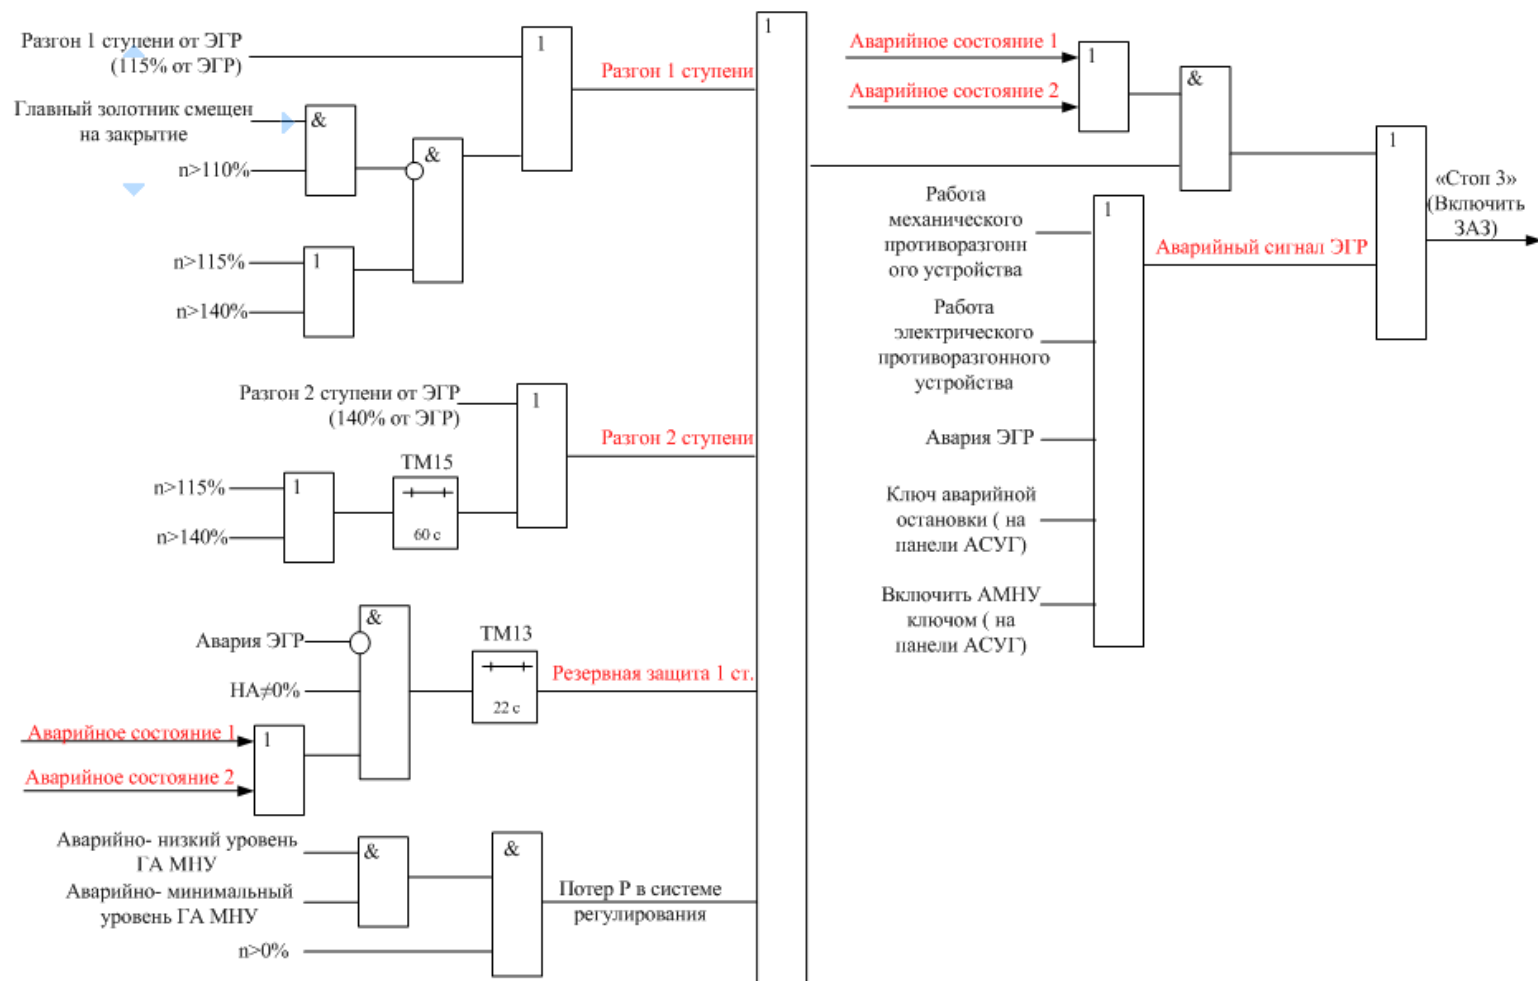 Разгон 1 ступени от ЭГР
(115% от ЭГР)
1
Разгон 1 ступени
Главный золотник смещен
на закрытие
&
n>110%
&
n>115%
1
n>140%
Разгон 2 ступени от ЭГР
(140% от ЭГР)
1
Разгон 2 ступени
n>115%
1
ТМ15
60 с
n>140%
&
Авария ЭГР
НА≠0%
ТМ13
22 с
Резервная защита 1 ст.
Аварийное состояние 1
1
Аварийное состояние 2
Аварийно- низкий уровень
ГА МНУ
&
&
Аварийно- минимальный
уровень ГА МНУ
n>0%
Потер Р в системе
регулирования
1
Аварийное состояние 1
1
Аварийное состояние 2
&
1
«Стоп 3»
(Включить
ЗАЗ)
Работа
механического
противоразгонн
ого устройства
1
Аварийный сигнал ЭГР
Работа
электрического
противоразгонного
устройства
Авария ЭГР
Ключ аварийной
остановки ( на
панели АСУГ)
Включить АМНУ
ключом ( на
панели АСУГ)